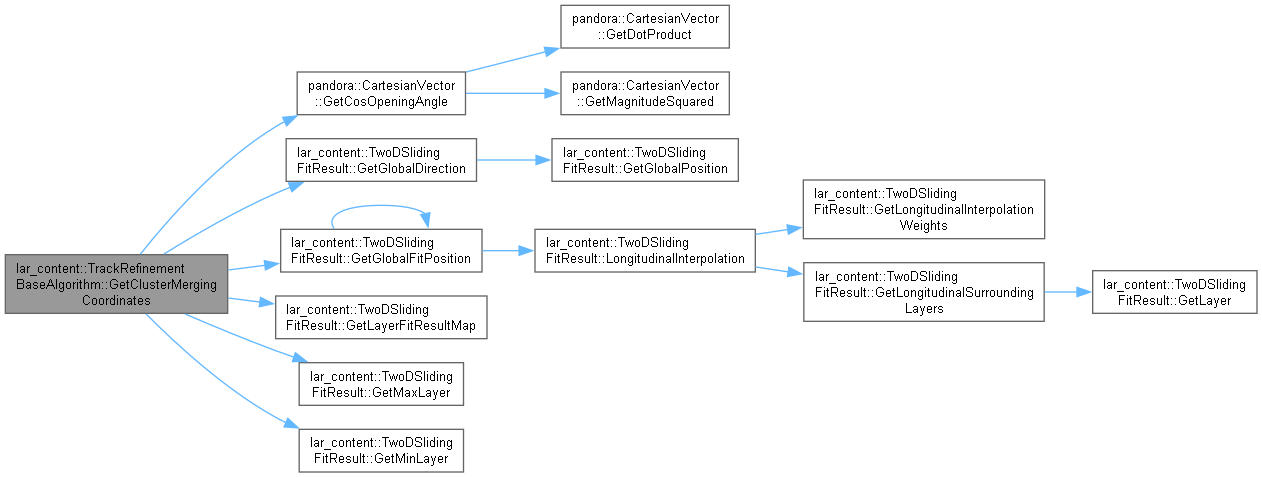 pandora::CartesianVector
::GetDotProduct
pandora::CartesianVector
::GetCosOpeningAngle
pandora::CartesianVector
::GetMagnitudeSquared
lar_content::TwoDSliding
FitResult::GetGlobalDirection
lar_content::TwoDSliding
FitResult::GetGlobalPosition
lar_content::TwoDSliding
FitResult::GetLongitudinalInterpolation
Weights
lar_content::TwoDSliding
FitResult::GetGlobalFitPosition
lar_content::TwoDSliding
FitResult::LongitudinalInterpolation
lar_content::TrackRefinement
BaseAlgorithm::GetClusterMerging
Coordinates
lar_content::TwoDSliding
FitResult::GetLongitudinalSurrounding
Layers
lar_content::TwoDSliding
FitResult::GetLayer
lar_content::TwoDSliding
FitResult::GetLayerFitResultMap
lar_content::TwoDSliding
FitResult::GetMaxLayer
lar_content::TwoDSliding
FitResult::GetMinLayer